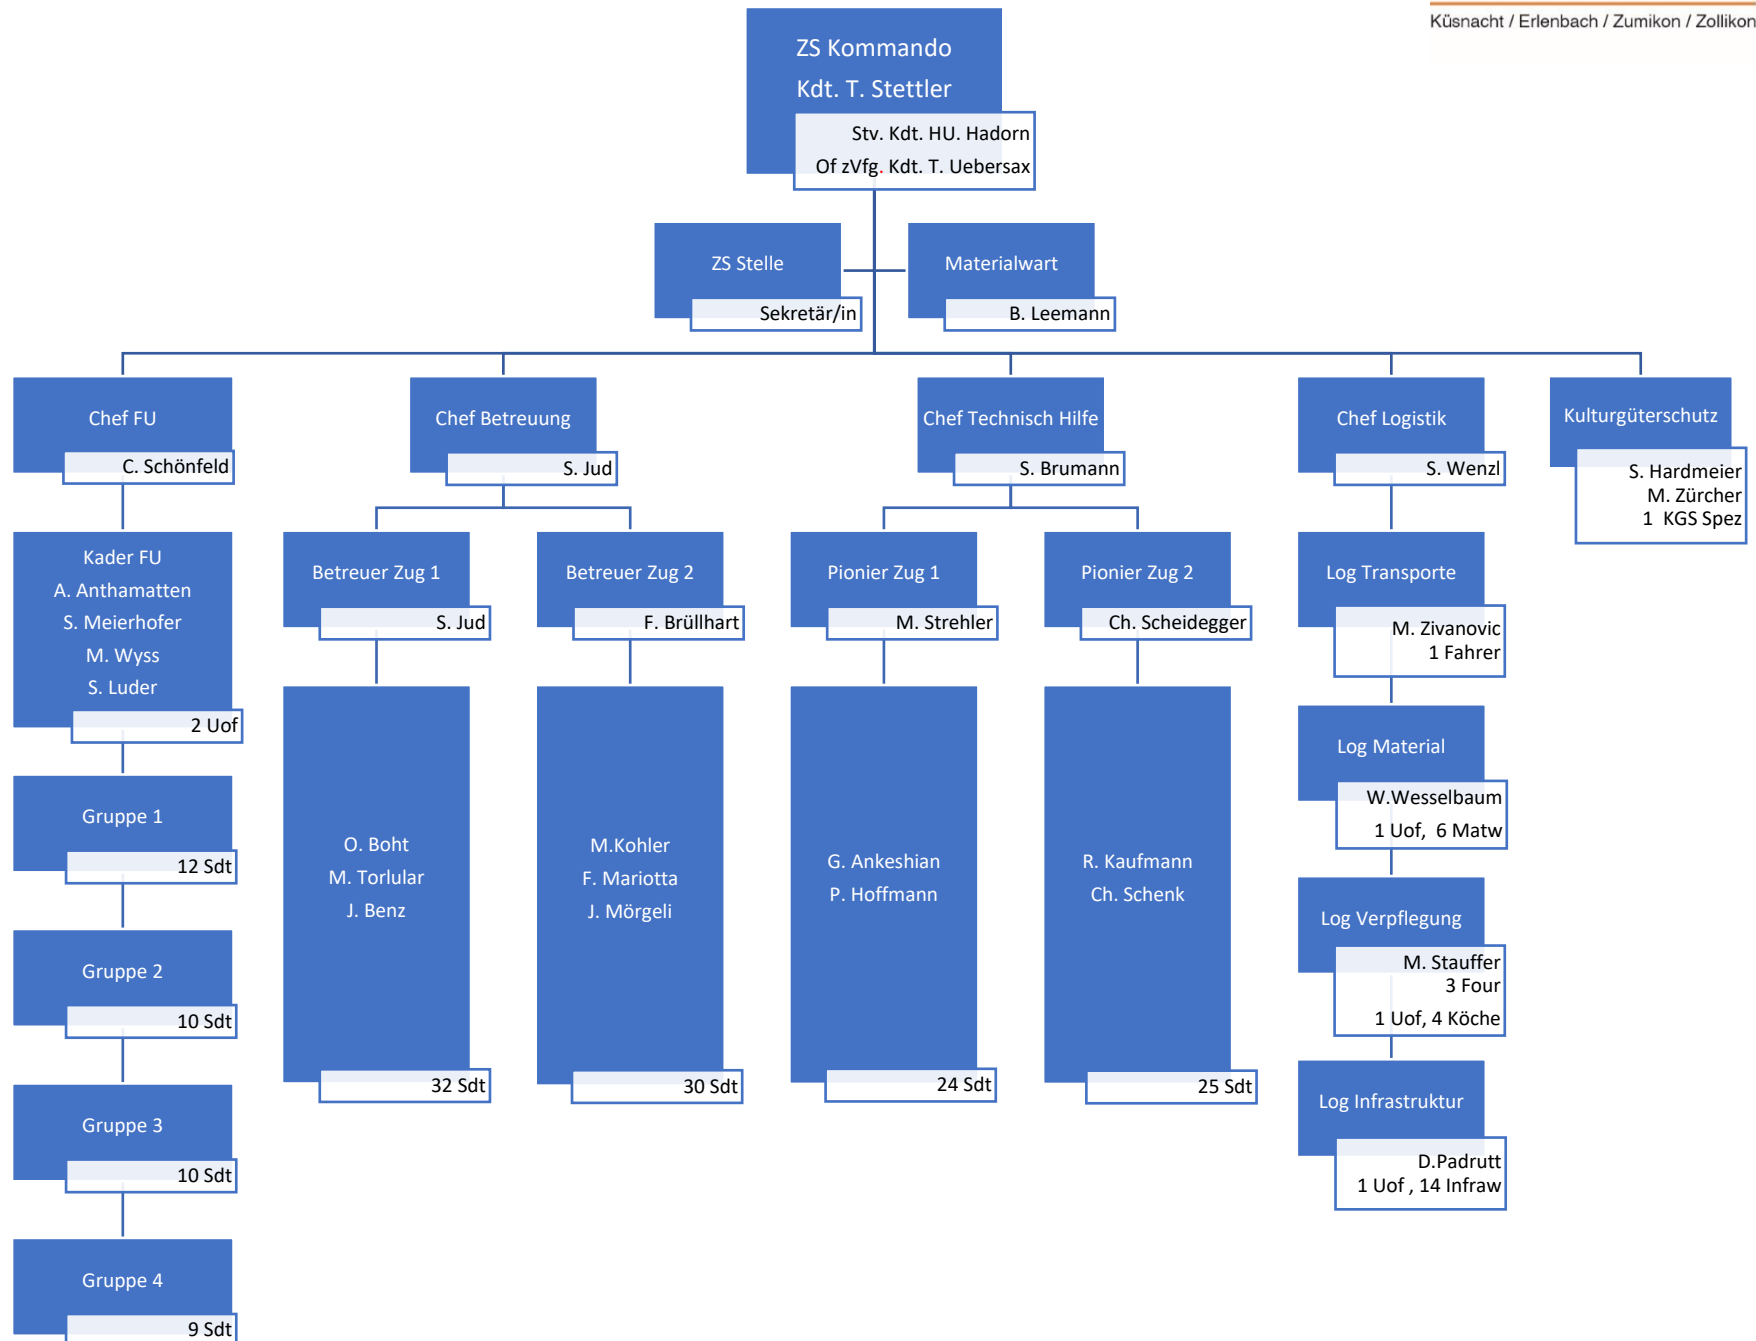 Küsnacht / Erlenbach / Zumikon / Zollikon
ZS Kommando
Kdt. T. Stettler
Stv. Kdt. HU. Hadorn
Of zVfg. Kdt. T. Uebersax
ZS Stelle
Sekretär/in
Materialwart
B. Leemann
Chef FU
C. Schönfeld
Kader FU
A. Anthamatten
S. Meierhofer
M. Wyss
S. Luder
2 Uof
Gruppe 1
12 Sdt
Gruppe 2
10 Sdt
Gruppe 3
10 Sdt
Gruppe 4
9 Sdt
Chef Betreuung
S. Jud
Betreuer Zug 1
S. Jud
O. Boht
M. Torlular
J. Benz
32 Sdt
Betreuer Zug 2
F. Brüllhart
M.Kohler
F. Mariotta
J. Mörgeli
30 Sdt
Chef Technisch Hilfe
S. Brumann
Pionier Zug 1
M. Strehler
G. Ankeshian
P. Hoffmann
24 Sdt
Pionier Zug 2
Ch. Scheidegger
R. Kaufmann
Ch. Schenk
25 Sdt
Chef Logistik
S. Wenzl
Log Transporte
M. Zivanovic
1 Fahrer
Log Material
W.Wesselbaum
1 Uof, 6 Matw
Log Verpflegung
M. Stauffer
3 Four
1 Uof, 4 Köche
Log Infrastruktur
D.Padrutt
1 Uof , 14 Infraw
Kulturgüterschutz
S. Hardmeier
M. Zürcher
1 KGS Spez